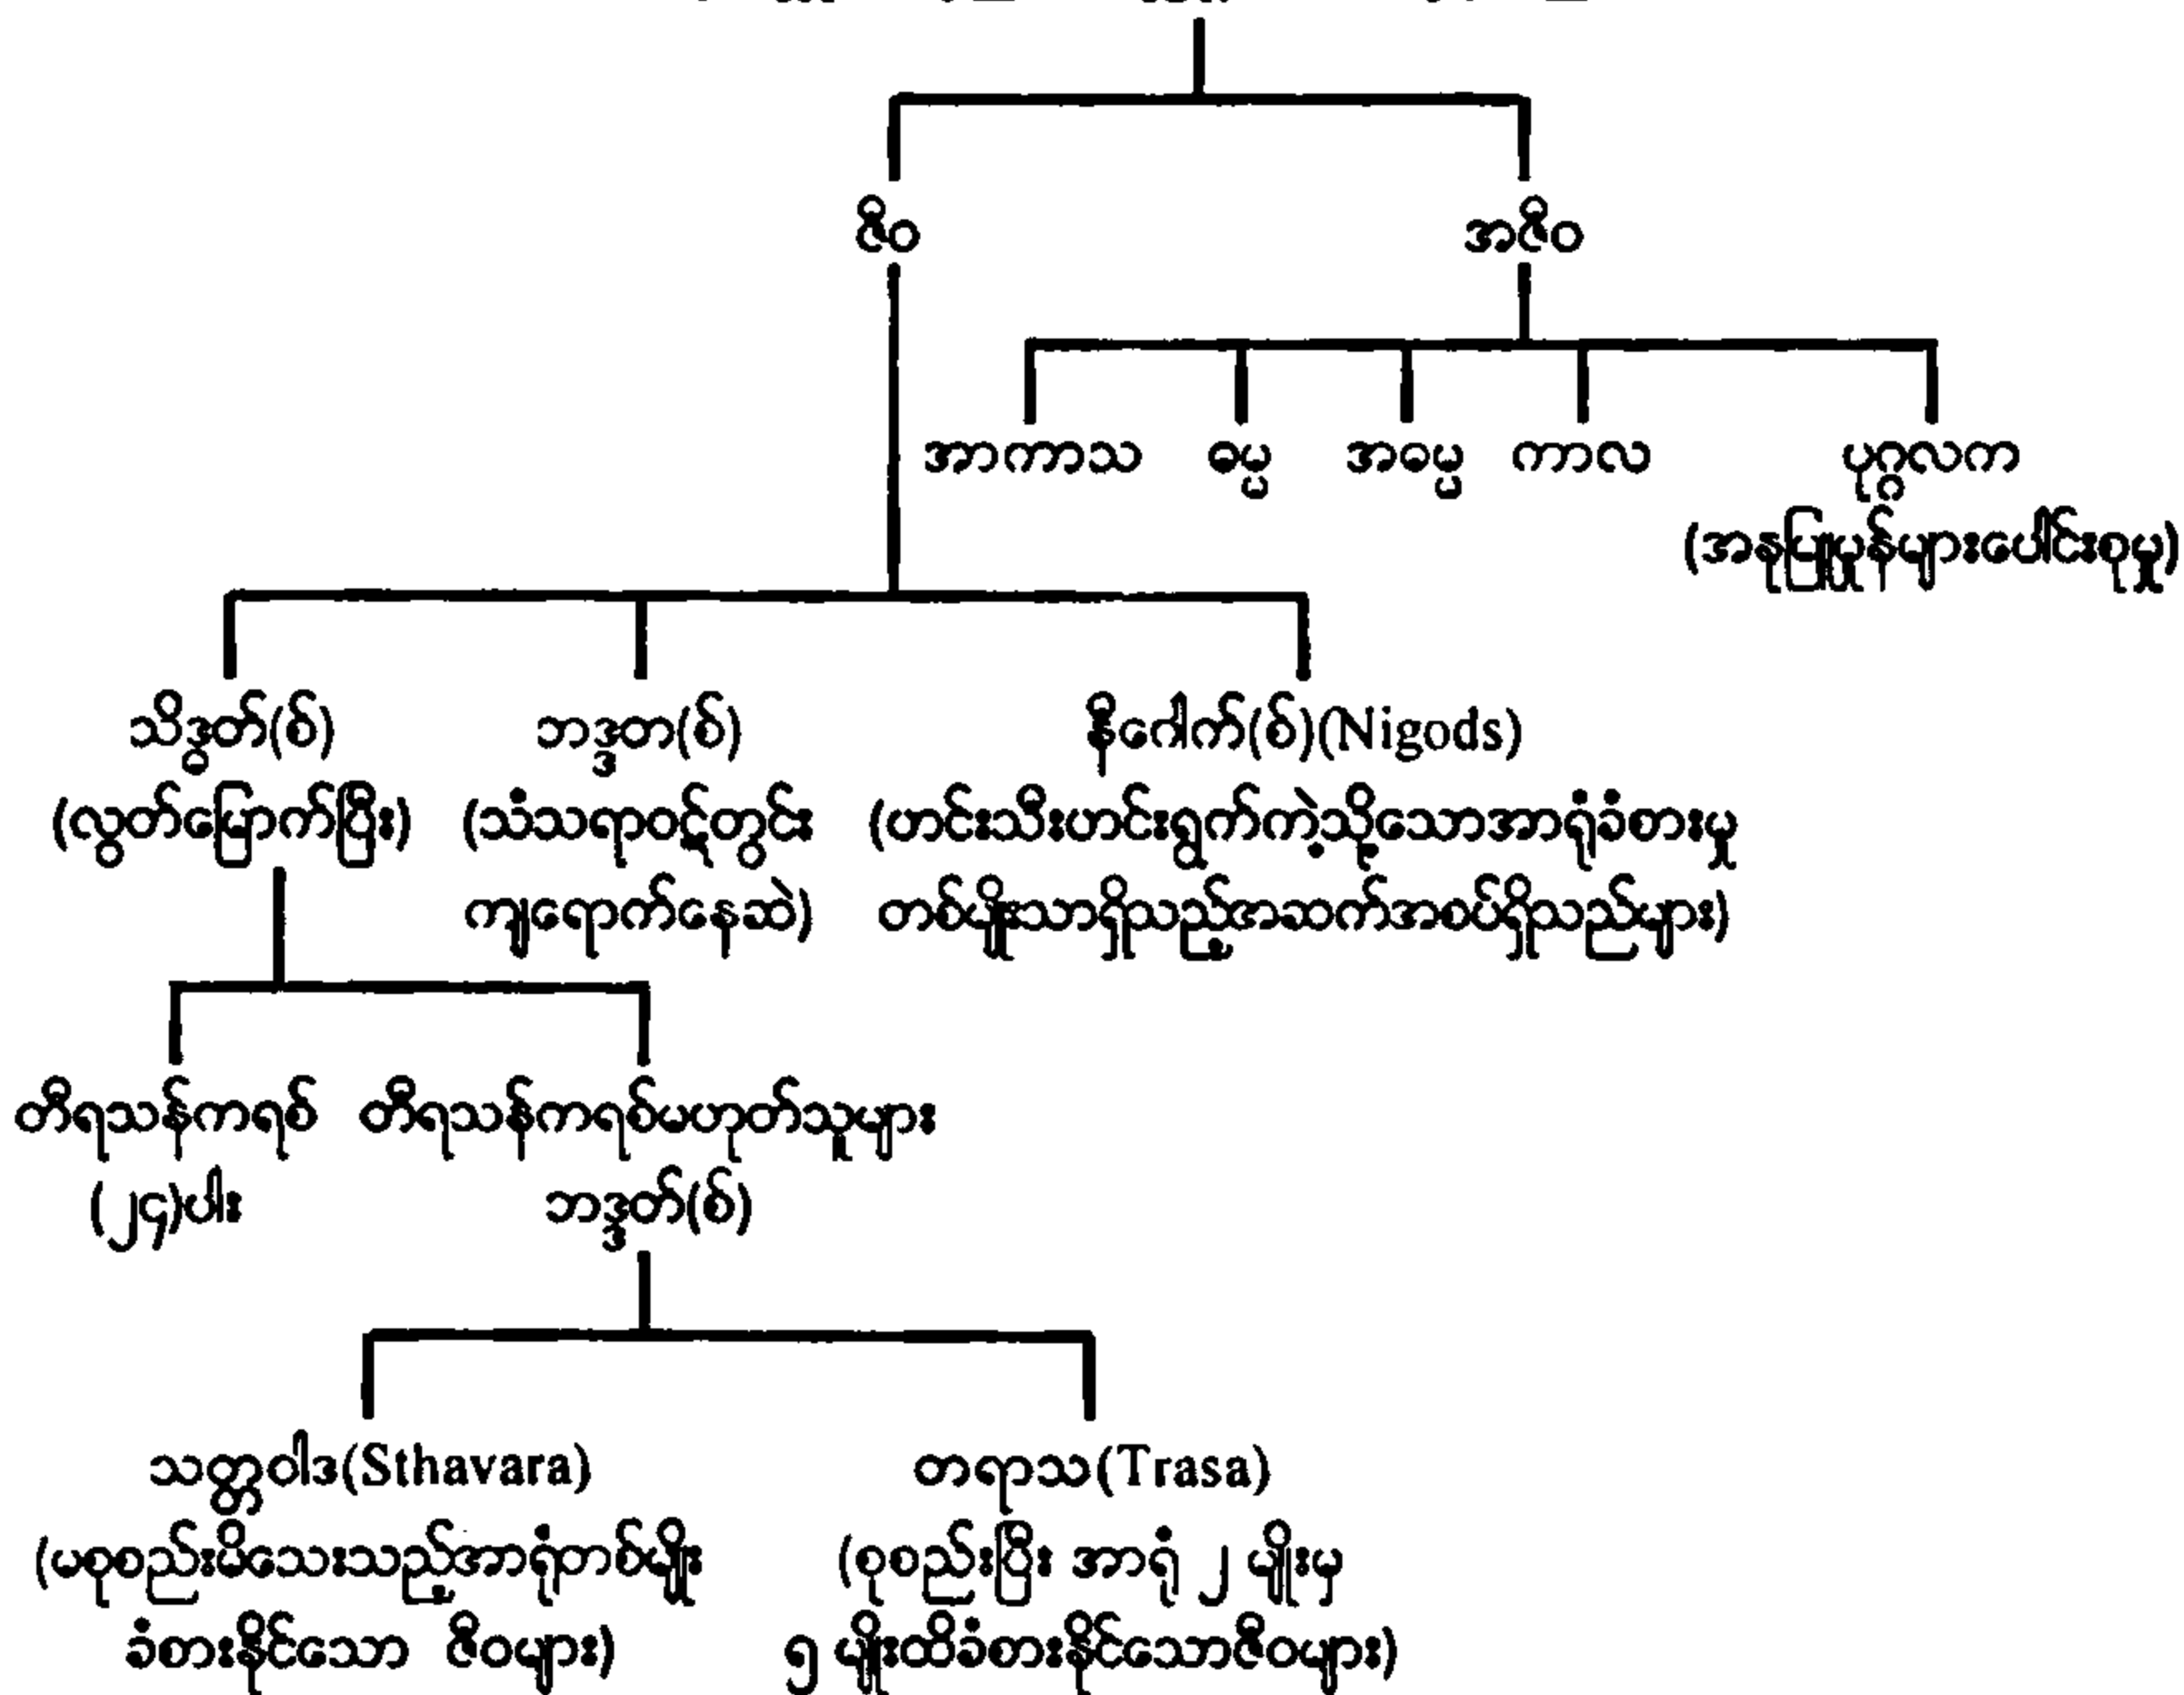 ဇီဝ အဇီဝ
အာကာသ ဓမ္မ အဓမ္မ ကာလ ပုဂ္ဂလက
(အနုမြူမှုန်များပေါင်းစုမှု)
သိဒ္ဓတ်(စ်) ဘဒ္ဒတ(စ်) နီဂေါက်(စ်)(Nigods)
(လွတ်မြောက်ပြီး) (သံသရာဝင့်တွင်း (ဟင်းသီးဟင်းရွက်ကဲ့သို့သောအာရုံခံစားမှု
ကျရောက်နေဆဲ) တစ်မျိုးသာရှိသည့်အဆက်အစပ်ရှိသည်များ)
တီရသန်ကရစ် တီရသန်ကရစ်မဟုတ်သူများ
(၂၄)ပါး ဘဒ္ဒတ်(စ်)
သတ္တဝါဒ(Sthavara) တရာသ(Trasa)
(မစုစည်းမိသေးသည့်အာရုံတစ်မျိုး (စုစည်းပြီး အာရုံ ၂ မျိုးမှ
ခံစားနိုင်သော ဇီဝများ) ၅ မျိုးထိခံစားနိုင်သောဇီဝများ)